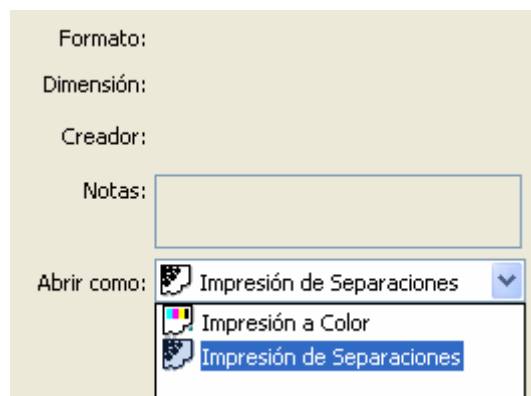 Formato:
Dimensión:
Creador:
Notas:
Abrir como: Impresión de Separaciones
Impresión a Color
Impresión de Separaciones